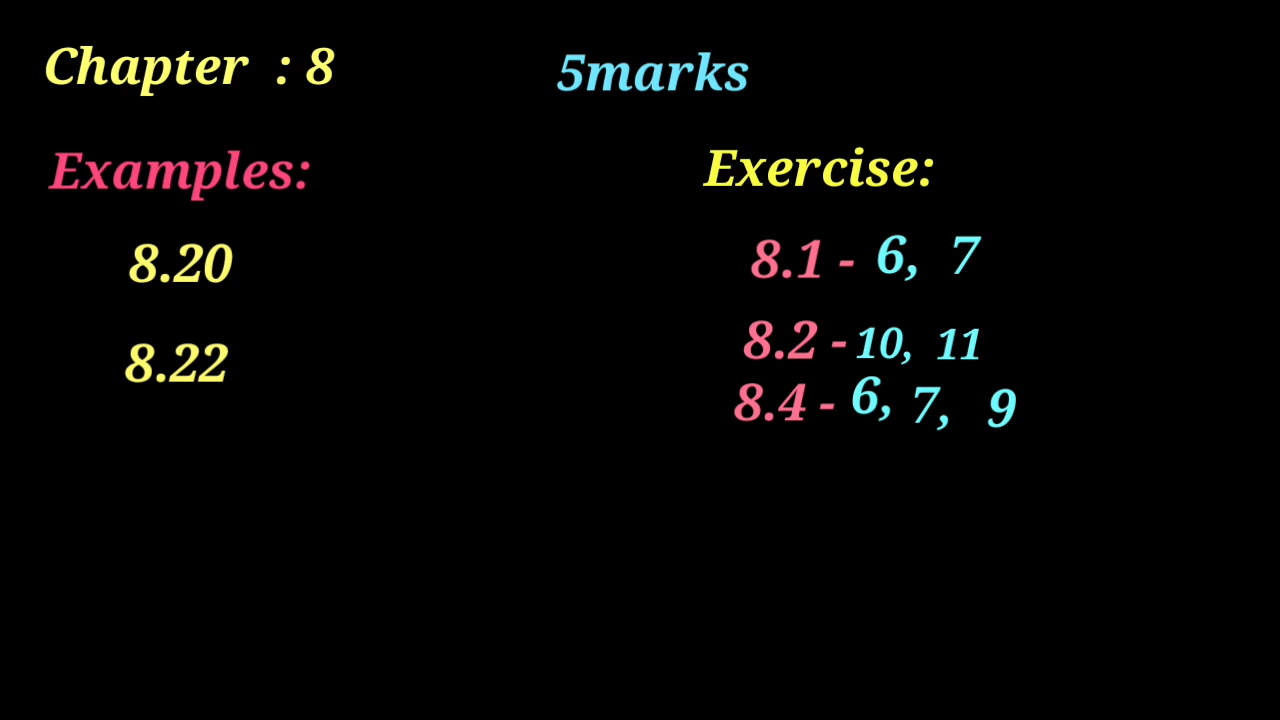 Chapter : 8
5marks
Examples:
8.20
8.22
Exercise:
8.1 - 6, 7
8.2 - 10, 11
8.4 - 6, 7, 9